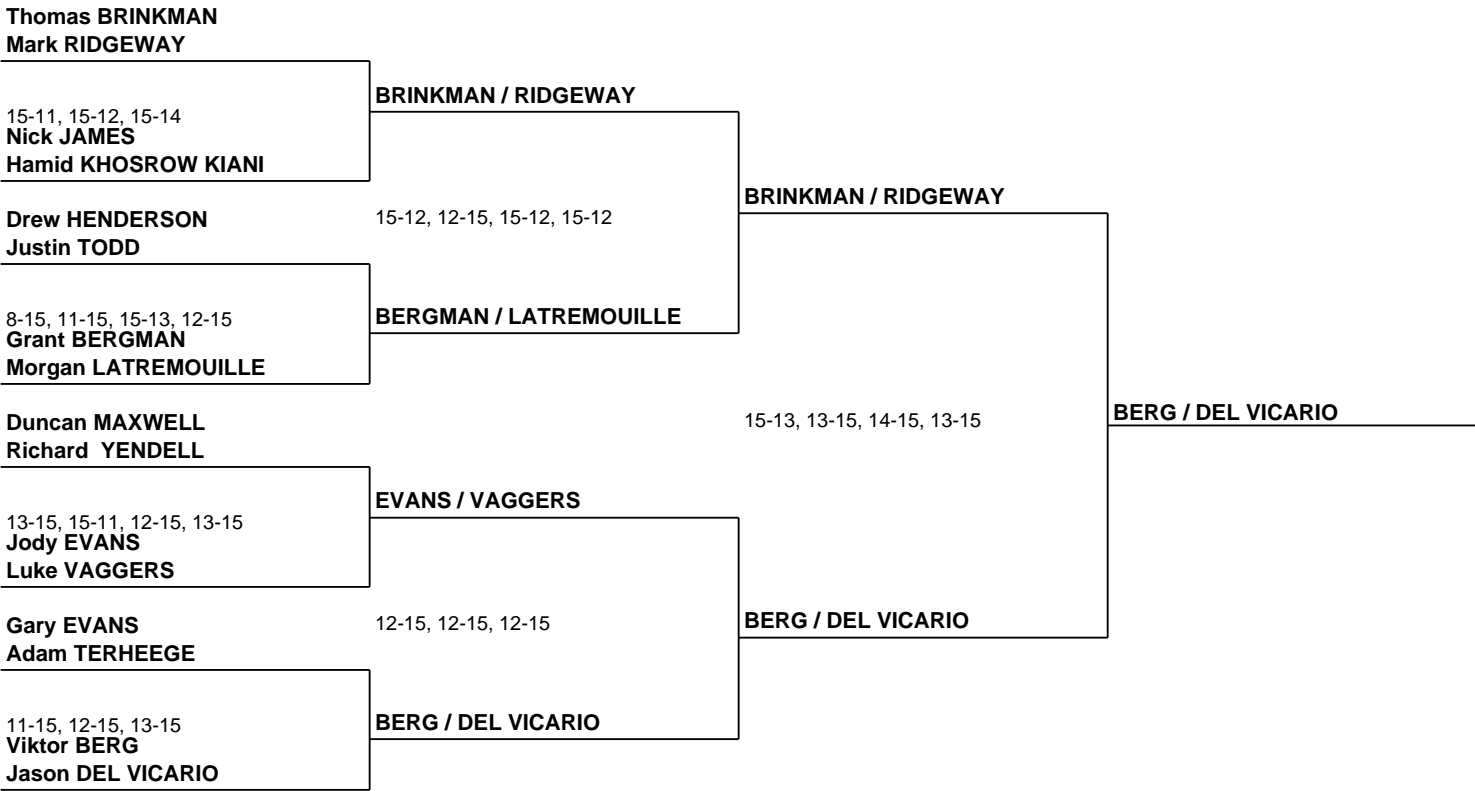 Thomas BRINKMAN
Mark RIDGEWAY
BRINKMAN / RIDGEWAY
15-11, 15-12, 15-14
Nick JAMES
Hamid KHOSROW KIANI
BRINKMAN / RIDGEWAY
Drew HENDERSON
15-12, 12-15, 15-12, 15-12
Justin TODD
BERGMAN / LATREMOUILLE
8-15, 11-15, 15-13, 12-15
Grant BERGMAN
Morgan LATREMOUILLE
Duncan MAXWELL
15-13, 13-15, 14-15, 13-15
BERG / DEL VICARIO
Richard YENDELL
EVANS / VAGGERS
13-15, 15-11, 12-15, 13-15
Jody EVANS
Luke VAGGERS
Gary EVANS
12-15, 12-15, 12-15
BERG / DEL VICARIO
Adam TERHEEGE
BERG / DEL VICARIO
11-15, 12-15, 13-15
Viktor BERG
Jason DEL VICARIO